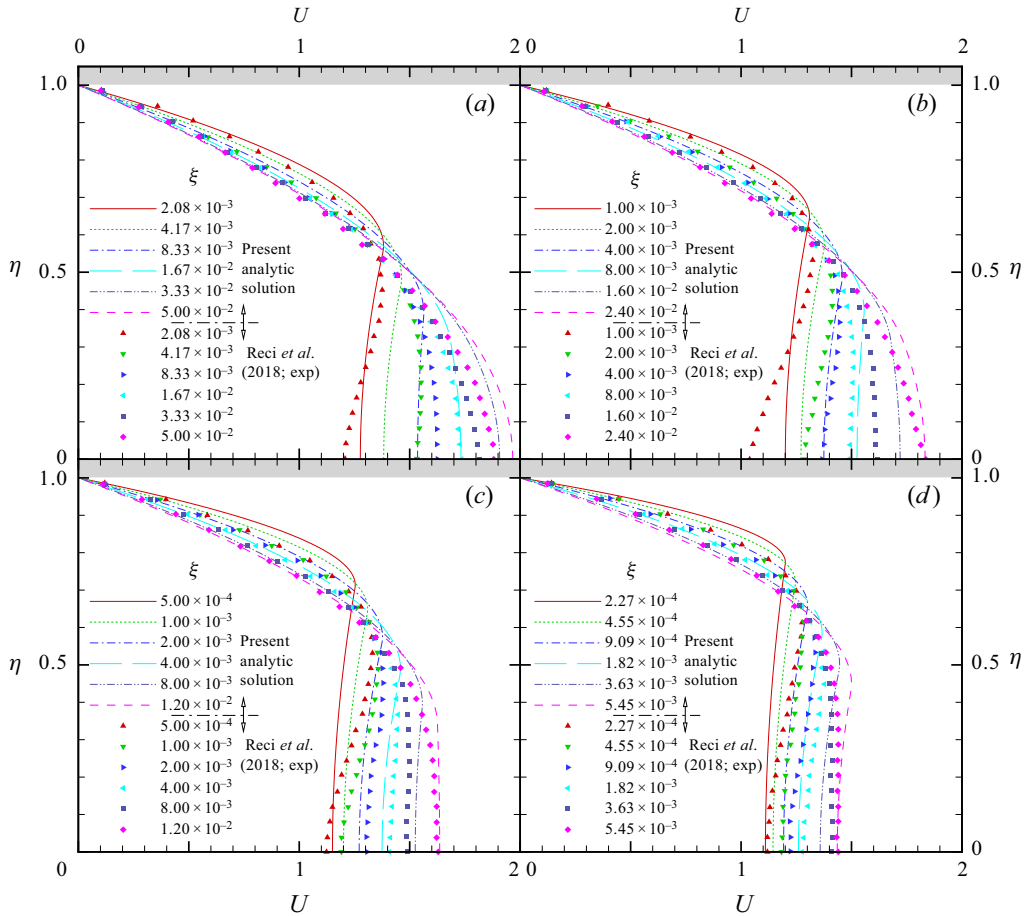 U
U
0
1
2
0
1
2
1.0
(a)
ξ
2.08 × 10–3
4.17 × 10–3
8.33 × 10–3
Present
1.67 × 10–2
analytic
3.33 × 10–2
solution
5.00 × 10–2
2.08 × 10–3
4.17 × 10–3
Reci et al.
8.33 × 10–3
(2018; exp)
1.67 × 10–2
3.33 × 10–2
5.00 × 10–2
η
0.5
0
(b)
1.0
ξ
1.00 × 10–3
2.00 × 10–3
4.00 × 10–3
Present
8.00 × 10–3
analytic
1.60 × 10–2
solution
2.40 × 10–2
1.00 × 10–3
2.00 × 10–3
Reci et al.
4.00 × 10–3
(2018; exp)
8.00 × 10–3
1.60 × 10–2
2.40 × 10–2
0.5
η
0
1.0
(c)
ξ
5.00 × 10–4
1.00 × 10–3
2.00 × 10–3
Present
4.00 × 10–3
analytic
8.00 × 10–3
solution
1.20 × 10–2
5.00 × 10–4
1.00 × 10–3
Reci et al.
2.00 × 10–3
(2018; exp)
4.00 × 10–3
8.00 × 10–3
1.20 × 10–2
η
0.5
0
(d)
1.0
ξ
2.27 × 10–4
4.55 × 10–4
9.09 × 10–4
Present
1.82 × 10–3
analytic
3.63 × 10–3
solution
5.45 × 10–3
2.27 × 10–4
4.55 × 10–4
Reci et al.
9.09 × 10–4
(2018; exp)
1.82 × 10–3
3.63 × 10–3
5.45 × 10–3
0.5
η
0
1
2
0
1
2
U
U